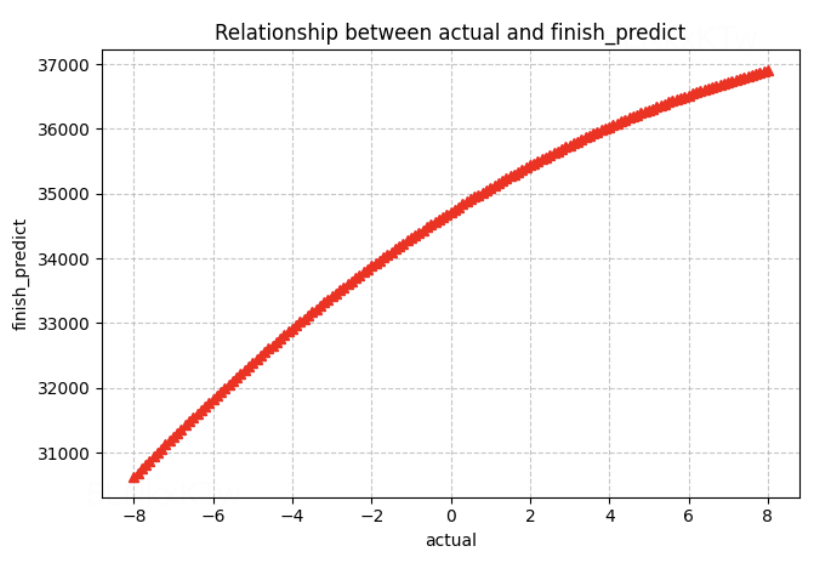 Relationship between actual and finish_predict
37000
36000
35000
34000
33000
32000
31000
finish_predict
−8 −6 −4 −2 0 2 4 6 8
actual